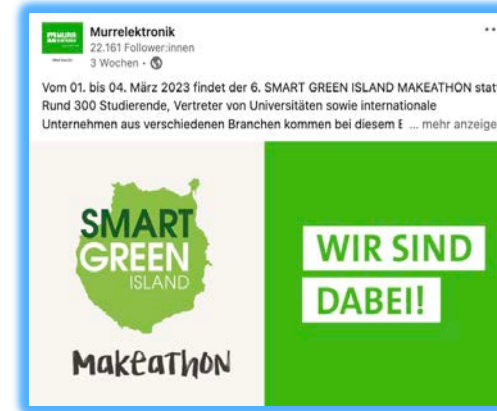 Murrelektronik
22.161 Follower:innen
3 Wochen •
Vom 01. bis 04. März 2023 findet der 6. SMART GREEN ISLAND MAKEATHON stat
Rund 300 Studierende, Vertreter von Universitäten sowie internationale
Unternehmen aus verschiedenen Branchen kommen bei diesem E ... mehr anzeige
SMART
GREEN
ISLAND
Makeathon
WIR SIND
DABEI!